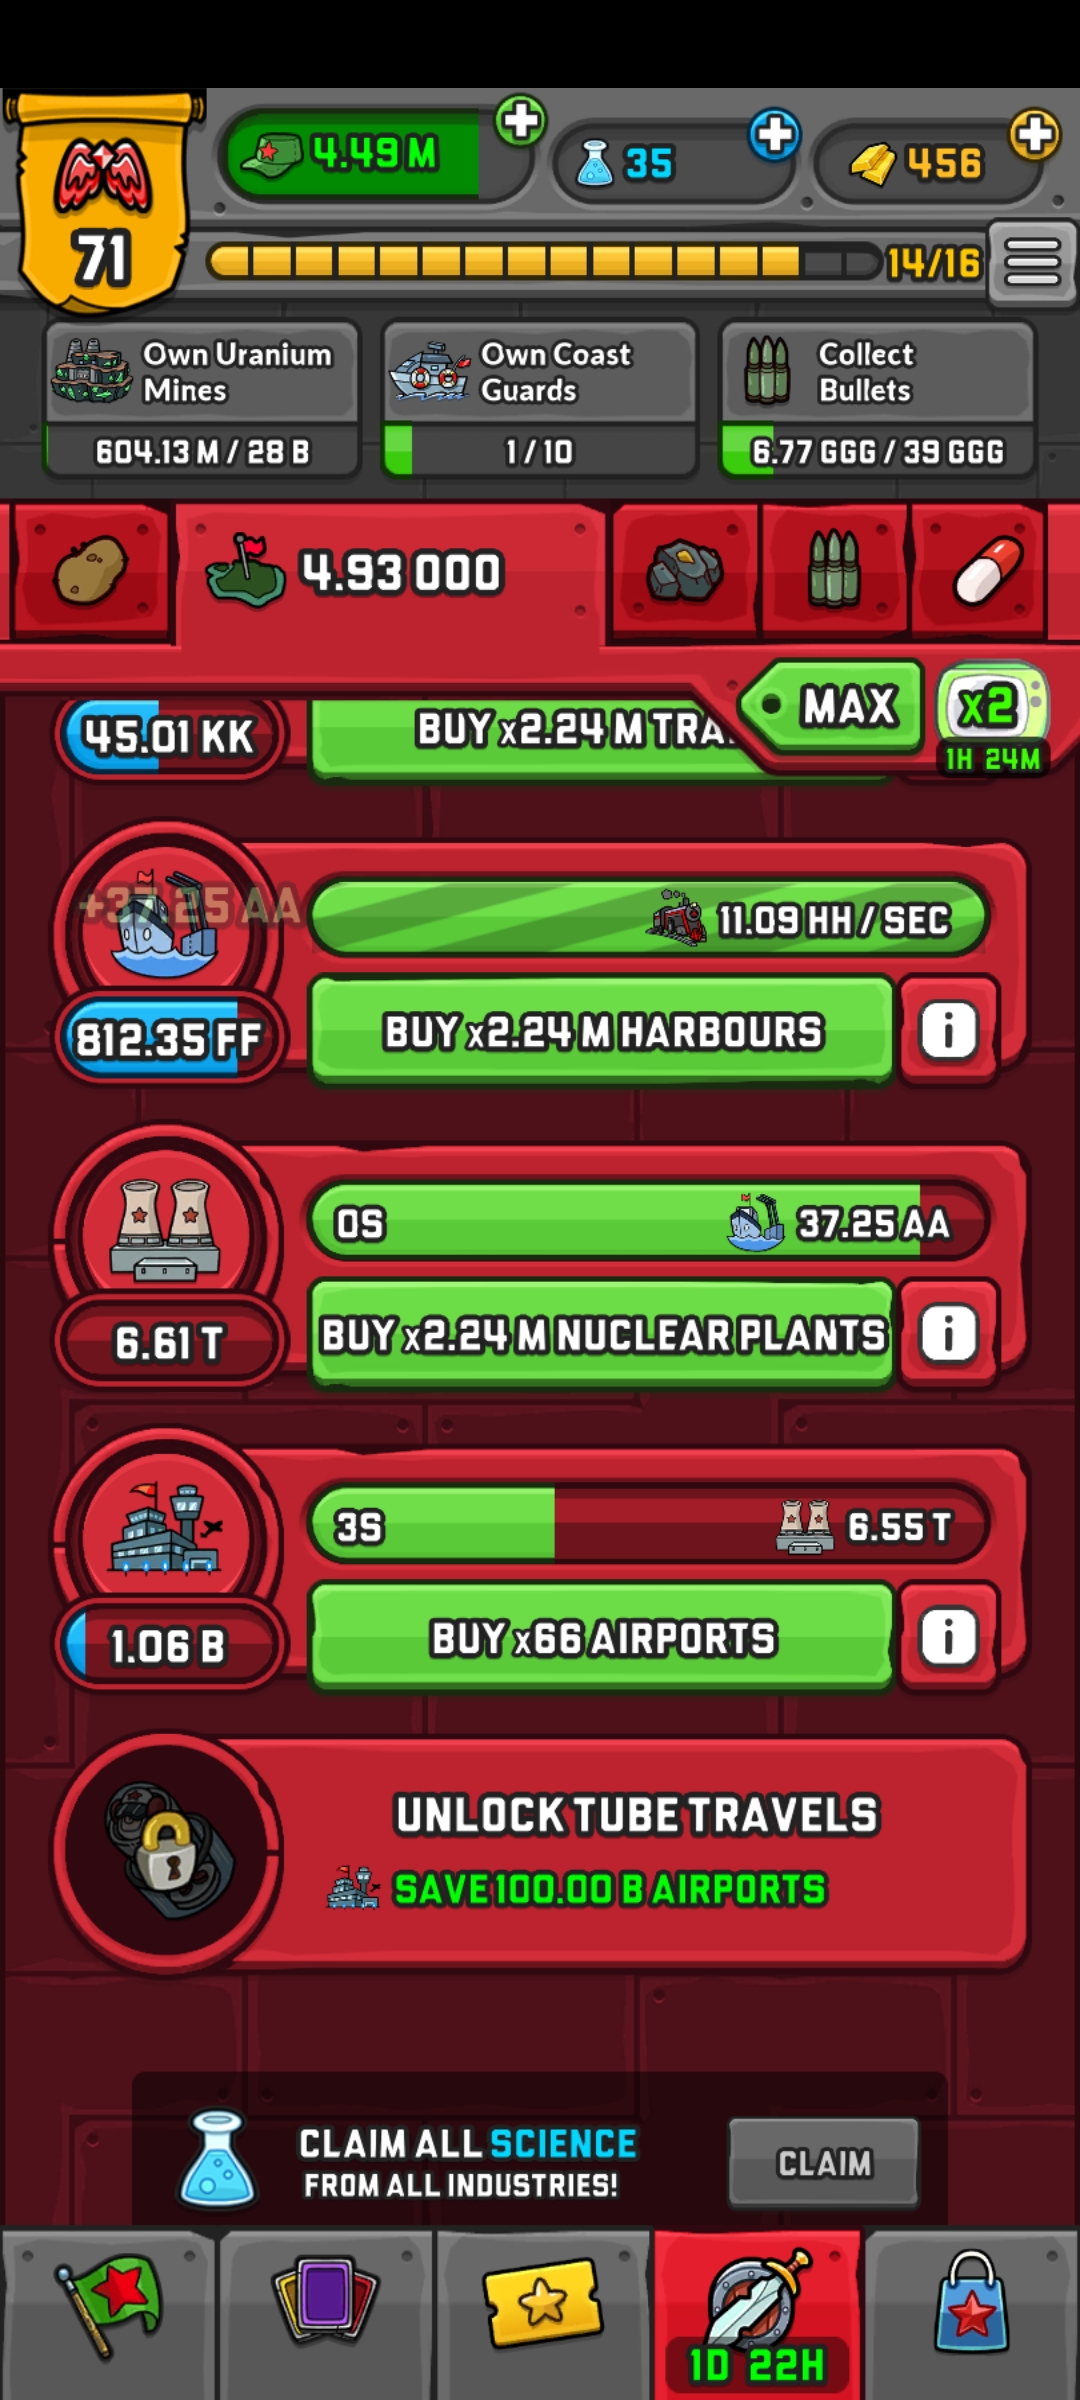 4.49 M
35
456
71
14/16
Own Uranium
Mines
604.13 M / 28 B
Own Coast
Guards
1 / 10
Collect
Bullets
6.77 GGG / 39 GGG
4.93 000
MAX
x2
1H 24M
45.01 KK
BUY x2.24 M TRA
+37.25 AA
11.09 HH / SEC
812.35 FF
BUY x2.24 M HARBOURS
i
0S
37.25 AA
6.61 T
BUY x2.24 M NUCLEAR PLANTS
i
3S
6.55 T
1.06 B
BUY x66 AIRPORTS
i
UNLOCK TUBE TRAVELS
SAVE 100.00 B AIRPORTS
CLAIM ALL SCIENCE
FROM ALL INDUSTRIES!
CLAIM
1D 22H